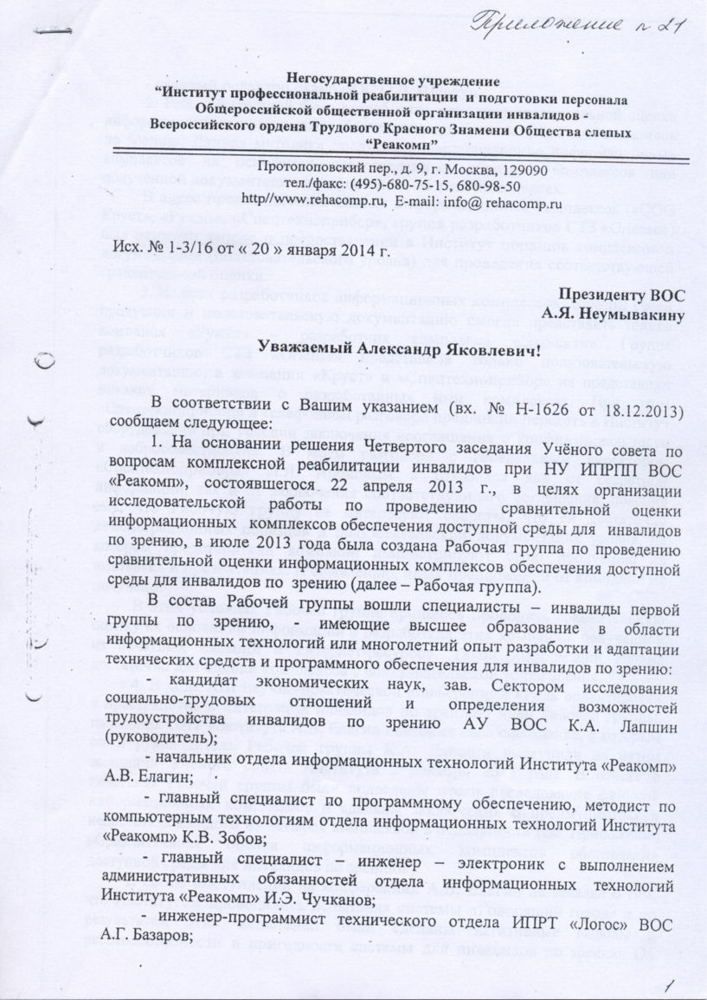 Приложение № 21
Негосударственное учреждение
“Институт профессиональной реабилитации и подготовки персонала
Общероссийской общественной организации инвалидов -
Всероссийского ордена Трудового Красного Знамени Общества слепых
“Реакомп”
Протопоповский пер., д. 9, г. Москва, 129090
тел./факс: (495)-680-75-15, 680-98-50
http//www.rehacomp.ru, E-mail: info@ rehacomp.ru
Исх. № 1-3/16 от « 20 » января 2014 г.
Президенту ВОС
А.Я. Неумывакину
Уважаемый Александр Яковлевич!
В соответствии с Вашим указанием (вх. № Н-1626 от 18.12.2013)
сообщаем следующее:
1. На основании решения Четвертого заседания Учёного совета по
вопросам комплексной реабилитации инвалидов при НУ ИПРПП ВОС
«Реакомп», состоявшегося 22 апреля 2013 г., в целях организации
исследовательской работы по проведению сравнительной оценки
информационных комплексов обеспечения доступной среды для инвалидов
по зрению, в июле 2013 года была создана Рабочая группа по проведению
сравнительной оценки информационных комплексов обеспечения доступной
среды для инвалидов по зрению (далее – Рабочая группа).
В состав Рабочей группы вошли специалисты – инвалиды первой
группы по зрению, - имеющие высшее образование в области
информационных технологий или многолетний опыт разработки и адаптации
технических средств и программного обеспечения для инвалидов по зрению:
- кандидат экономических наук, зав. Сектором исследования
социально-трудовых отношений и определения возможностей
трудоустройства инвалидов по зрению АУ ВОС К.А. Лапшин
(руководитель);
- начальник отдела информационных технологий Института «Реакомп»
А.В. Елагин;
- главный специалист по программному обеспечению, методист по
компьютерным технологиям отдела информационных технологий Института
«Реакомп» К.В. Зобов;
- главный специалист – инженер – электроник с выполнением
административных обязанностей отдела информационных технологий
Института «Реакомп» И.Э. Чучканов;
- инженер-программист технического отдела ИПРТ «Логос» ВОС
А.Г. Базаров;
1